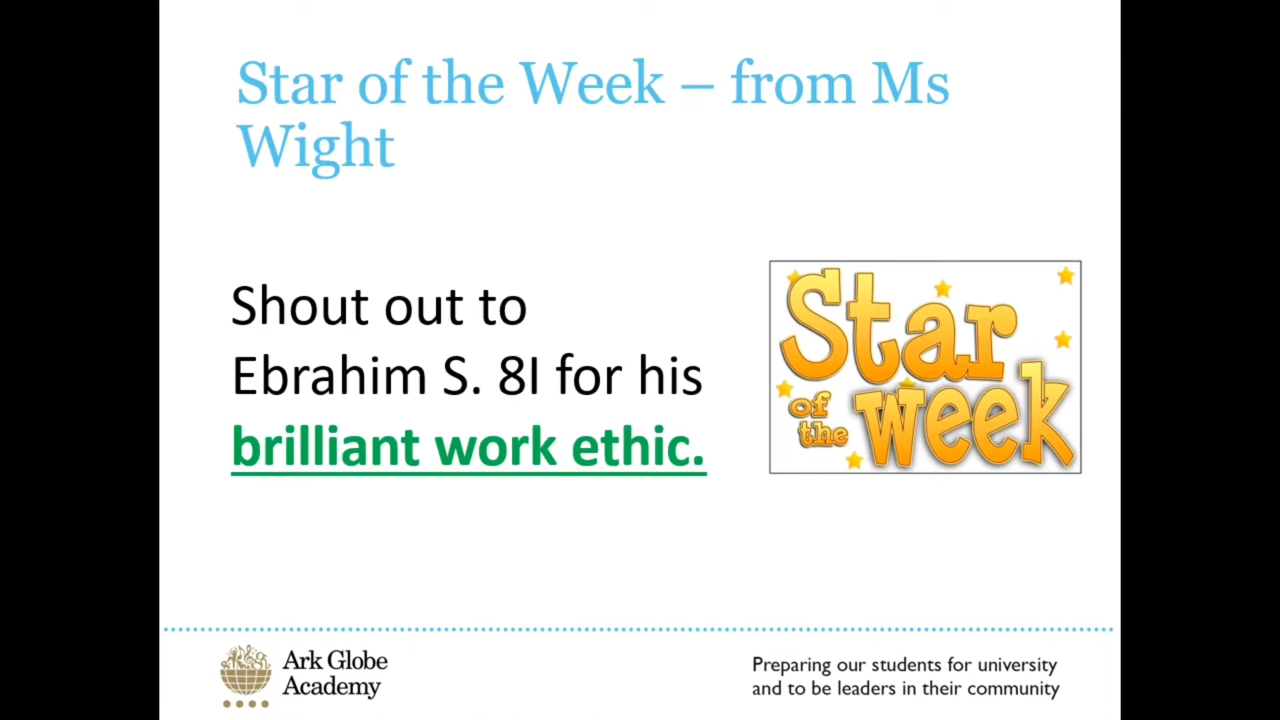 Star of the Week – from Ms
Wight
Shout out to
Ebrahim S. 8I for his
brilliant work ethic.
Star
of the week
Ark Globe
Academy
Preparing our students for university
and to be leaders in their community